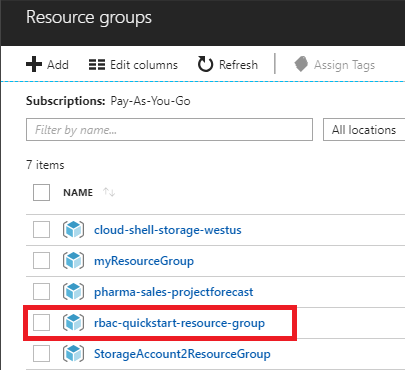 Resource groups
Add Edit columns Refresh Assign Tags
Subscriptions: Pay-As-You-Go
Filter by name... All locations
7 items
NAME
cloud-shell-storage-westus
myResourceGroup
pharma-sales-projectforecast
rbac-quickstart-resource-group
StorageAccount2ResourceGroup